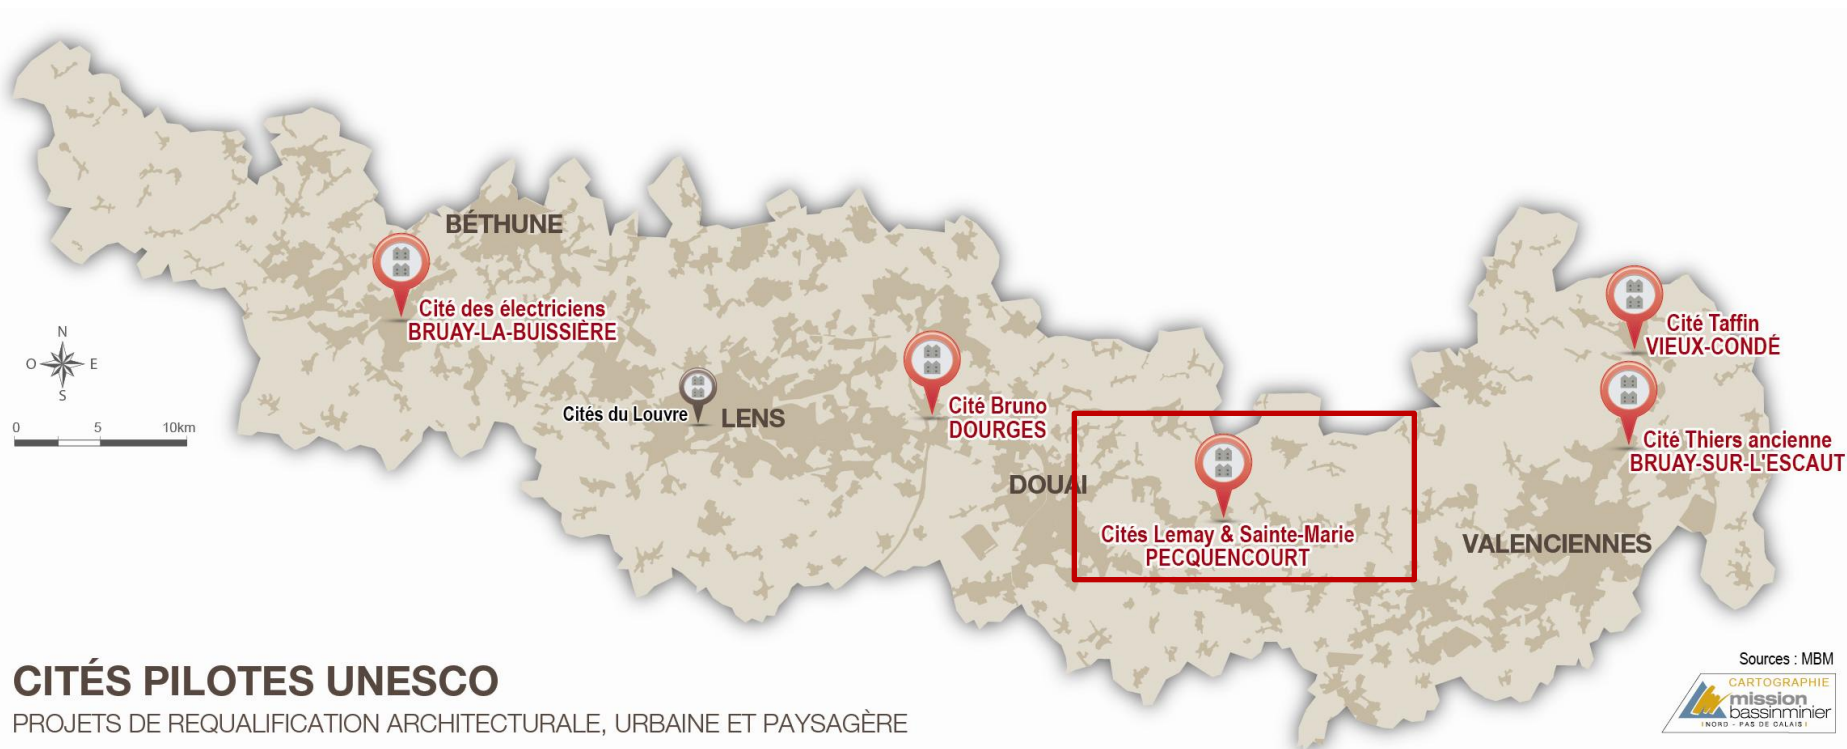 BÉTHUNE
Cité des électriciens
BRUAY-LA-BUISSIÈRE
Cité Taffin
VIEUX-CONDÉ
N
O
E
S
Cités du Louvre
LENS
Cité Bruno
DOURGES
0 5 10km
Cité Thiers ancienne
BRUAY-SUR-L'ESCAUT
DOUAI
Cités Lemay & Sainte-Marie
PECQUENCOURT
VALENCIENNES
CITÉS PILOTES UNESCO
PROJETS DE REQUALIFICATION ARCHITECTURALE, URBAINE ET PAYSAGÈRE
Sources : MBM
CARTOGRAPHIE
mission
bassinminier
NORD - PAS DE CALAIS